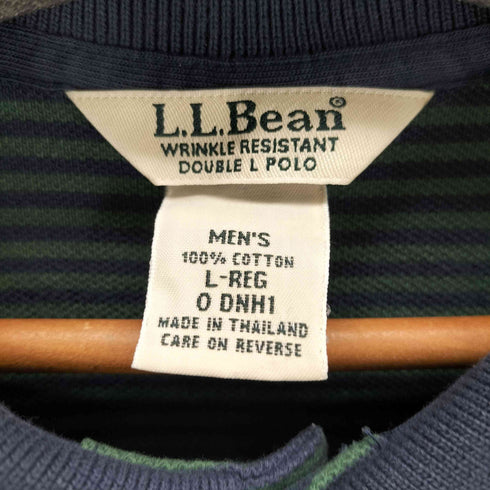 L.L.Bean®
WRINKLE RESISTANT
DOUBLE L POLO
MEN'S
100% COTTON
L-REG
0 DNH1
MADE IN THAILAND
CARE ON REVERSE